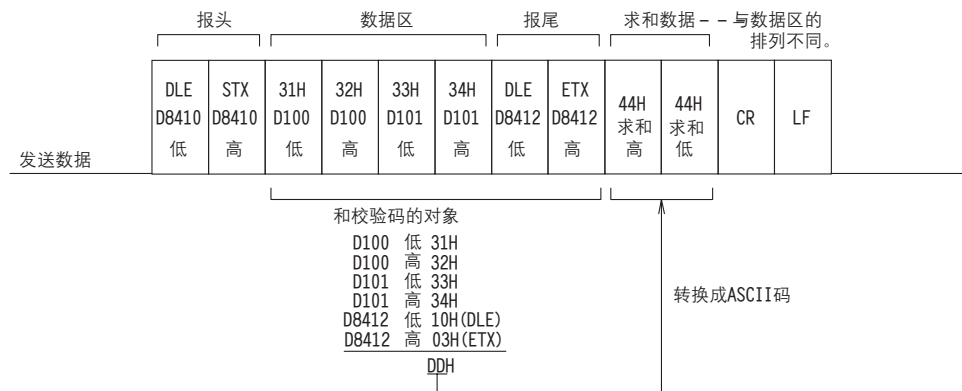 报头 数据区 报尾 求和数据--与数据区的
排列不同。
DLE STX 31H 32H 33H 34H DLE ETX 44H 44H CR LF
D8410 D8410 D100 D100 D101 D101 D8412 D8412 求和 求和
低 高 低 高 低 高 低 高 高 低
发送数据
和校验码的对象
D100 低 31H
D100 高 32H
D101 低 33H
D101 高 34H
D8412 低 10H(DLE)
D8412 高 03H(ETX)
DDH
转换成ASCII码